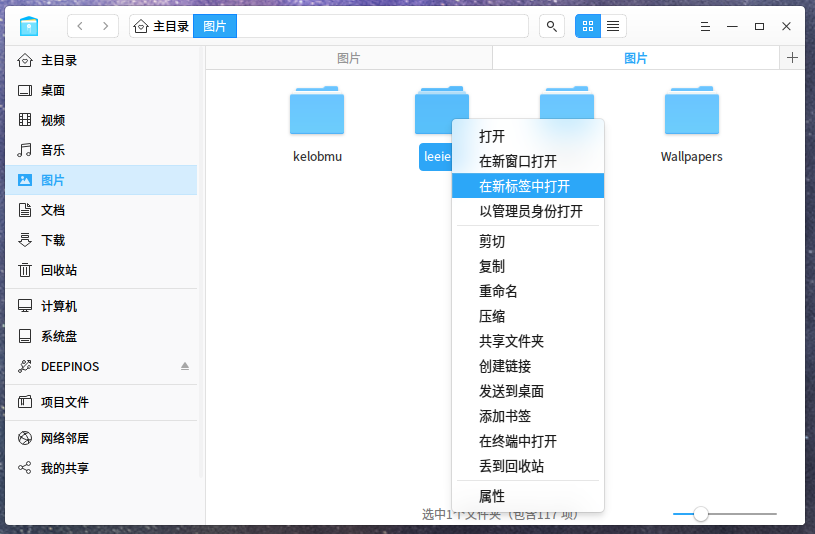 主目录
图片
图片
图片
主目录
桌面
视频
音乐
图片
文档
下载
回收站
计算机
系统盘
DEEPINOS
项目文件
网络邻居
我的共享
kelobmu
Wallpapers
打开
在新窗口打开
在新标签中打开
以管理员身份打开
剪切
复制
重命名
压缩
共享文件夹
创建链接
发送到桌面
添加书签
在终端中打开
丢到回收站
属性
选中1个文件夹（包含117 项）